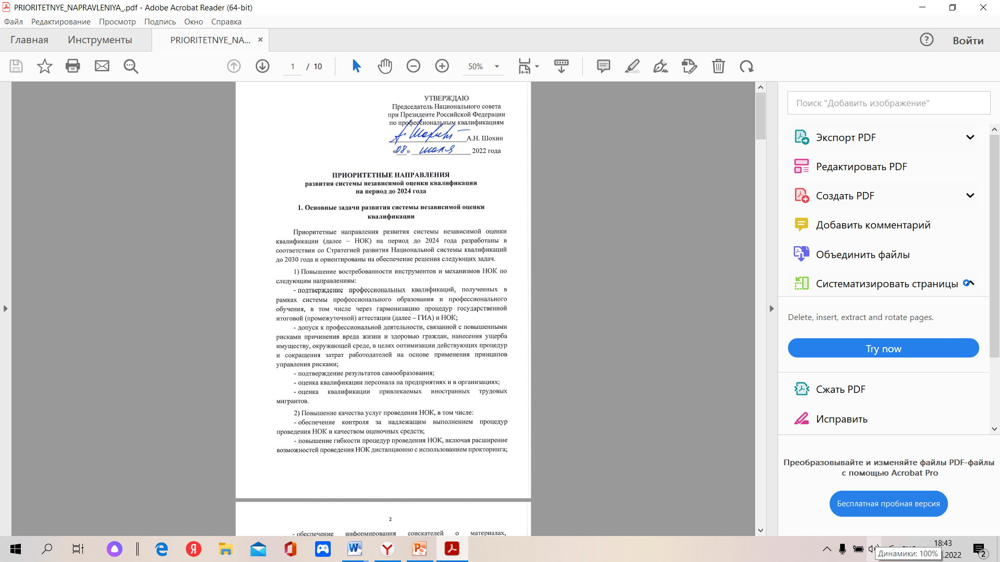 PRIORITETNYE_NAPRAVLENIYA_.pdf - Adobe Acrobat Reader (64-bit)
Файл Редактирование Просмотр Подпись Окно Справка
Главная Инструменты PRIORITETNYE_NA... Войти
1 / 10 50%
УТВЕРЖДАЮ
Председатель Национального совета
при Президенте Российской Федерации
по профессиональным квалификациям
А. Шохин А.Н. Шохин
«08» июля 2022 года
ПРИОРИТЕТНЫЕ НАПРАВЛЕНИЯ
развития системы независимой оценки квалификации
на период до 2024 года
1. Основные задачи развития системы независимой оценки
квалификации
Приоритетные направления развития системы независимой оценки
квалификации (далее – НОК) на период до 2024 года разработаны в
соответствии со Стратегией развития Национальной системы квалификаций
до 2030 года и ориентированы на обеспечение решения следующих задач.
1) Повышение востребованности инструментов и механизмов НОК по
следующим направлениям:
- подтверждение профессиональных квалификаций, полученных в
рамках системы профессионального образования и профессионального
обучения, в том числе через гармонизацию процедур государственной
итоговой (промежуточной) аттестации (далее – ГИА) и НОК;
- допуск к профессиональной деятельности, связанной с повышенными
рисками причинения вреда жизни и здоровью граждан, нанесения ущерба
имуществу, окружающей среде, в целях оптимизации действующих процедур
и сокращения затрат работодателей на основе применения принципов
управления рисками;
- подтверждение результатов самообразования;
- оценка квалификации персонала на предприятиях и в организациях;
- оценка квалификации привлекаемых иностранных трудовых
мигрантов.
2) Повышение качества услуг проведения НОК, в том числе:
- обеспечение контроля за надлежащим выполнением процедур
проведения НОК и качеством оценочных средств;
- повышение гибкости процедур проведения НОК, включая расширение
возможностей проведения НОК дистанционно с использованием прокторинга;
2
- обеспечение информирования соискателей о материалах,
Поиск "Добавить изображение"
Экспорт PDF
Редактировать PDF
Создать PDF
Добавить комментарий
Объединить файлы
Систематизировать страницы
Delete, insert, extract and rotate pages.
Try now
Сжать PDF
Исправить
Преобразовывайте и изменяйте файлы PDF-файлы
с помощью Acrobat Pro
Бесплатная пробная версия
18:43
Динамики: 100% .2022 2